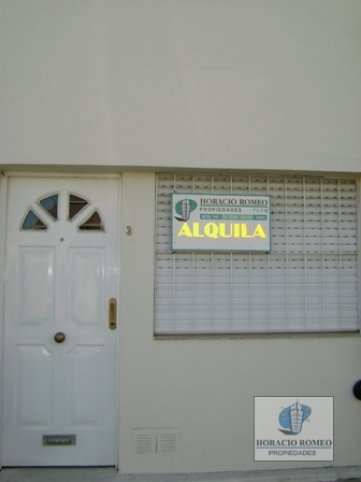 HORACIO ROMEO
PROPIEDADES
ALQUILA
3
HORACIO ROMEO
PROPIEDADES